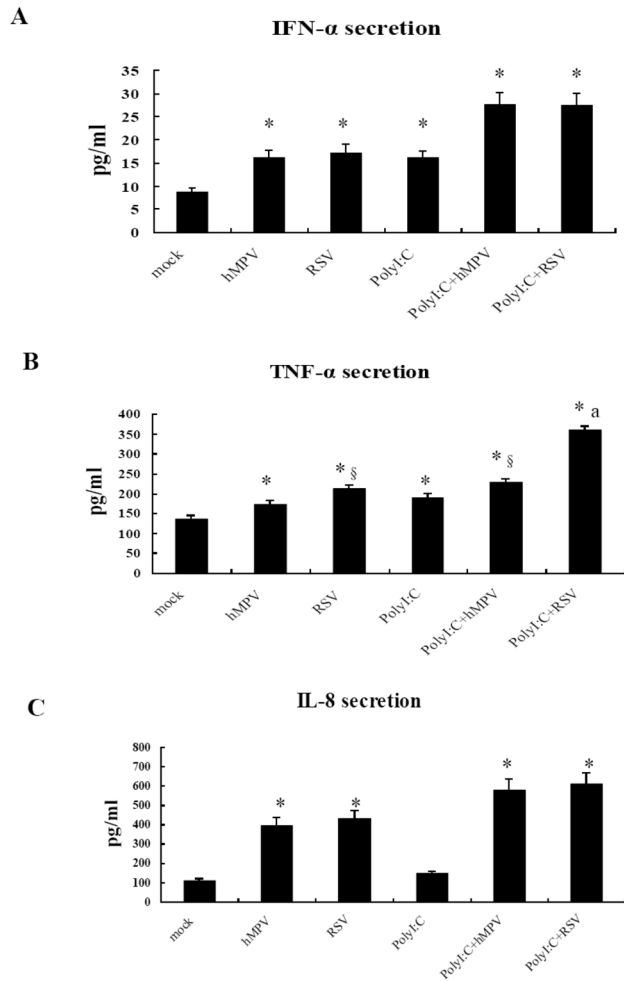 A
IFN-α secretion
35
30
25
20
15
10
5
0
pg/ml
* * * * *
mock hMPV RSV PolyI:C PolyI:C+hMPV PolyI:C+RSV
B
TNF-α secretion
400
350
300
250
200
150
100
50
0
pg/ml
* * § * * § * a
mock hMPV RSV PolyI:C PolyI:C+hMPV PolyI:C+RSV
C
IL-8 secretion
800
700
600
500
400
300
200
100
0
pg/ml
* * * *
mock hMPV RSV PolyI:C PolyI:C+hMPV PolyI:C+RSV